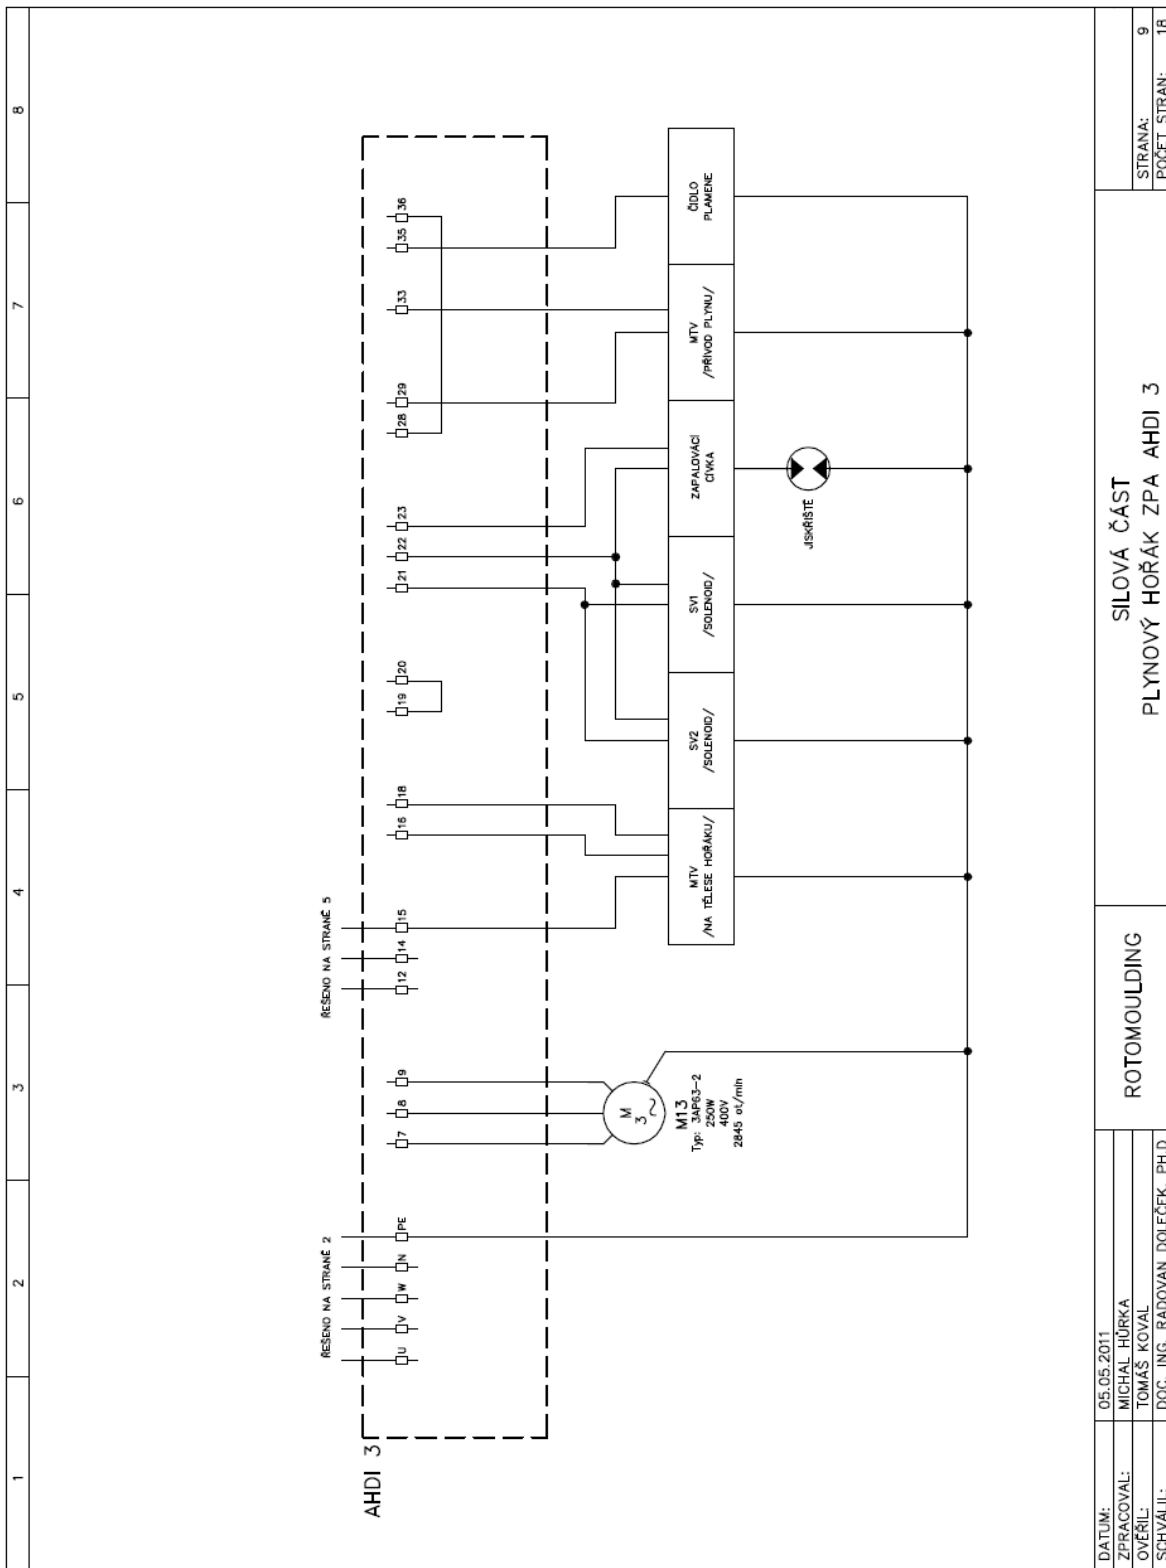 1 2 3 4 5 6 7 8
AHDI 3
ŘEŠENO NA STRANĚ 2
ŘEŠENO NA STRANĚ 5
U V W N PE 7 8 9 12 14 15 16 18 19 20 21 22 23 28 29 33 35 36
M
3
M13
Typ: 3AP63-2
250W
400V
2845 ot/min
MTV
/NA TĚLESE HOŘÁKU/
SV2
/SOLENOID/
SV1
/SOLENOID/
ZAPALOVÁCÍ
CÍVKA
MTV
/PŘÍVOD PLYNU/
ČIDLO
PLAMENE
JISKŘIŠTĚ
DATUM: 05.05.2011
ZPRACOVAL: MICHAL HŮRKA
OVĚŘIL: TOMÁŠ KOVAL
SCHVÁLIL: DOC. ING. RADOVAN DOLEČEK, PH.D
ROTOMOULDING
SILOVÁ ČÁST
PLYNOVÝ HOŘÁK ZPA AHDI 3
STRANA: 9
POČET STRAN: 18